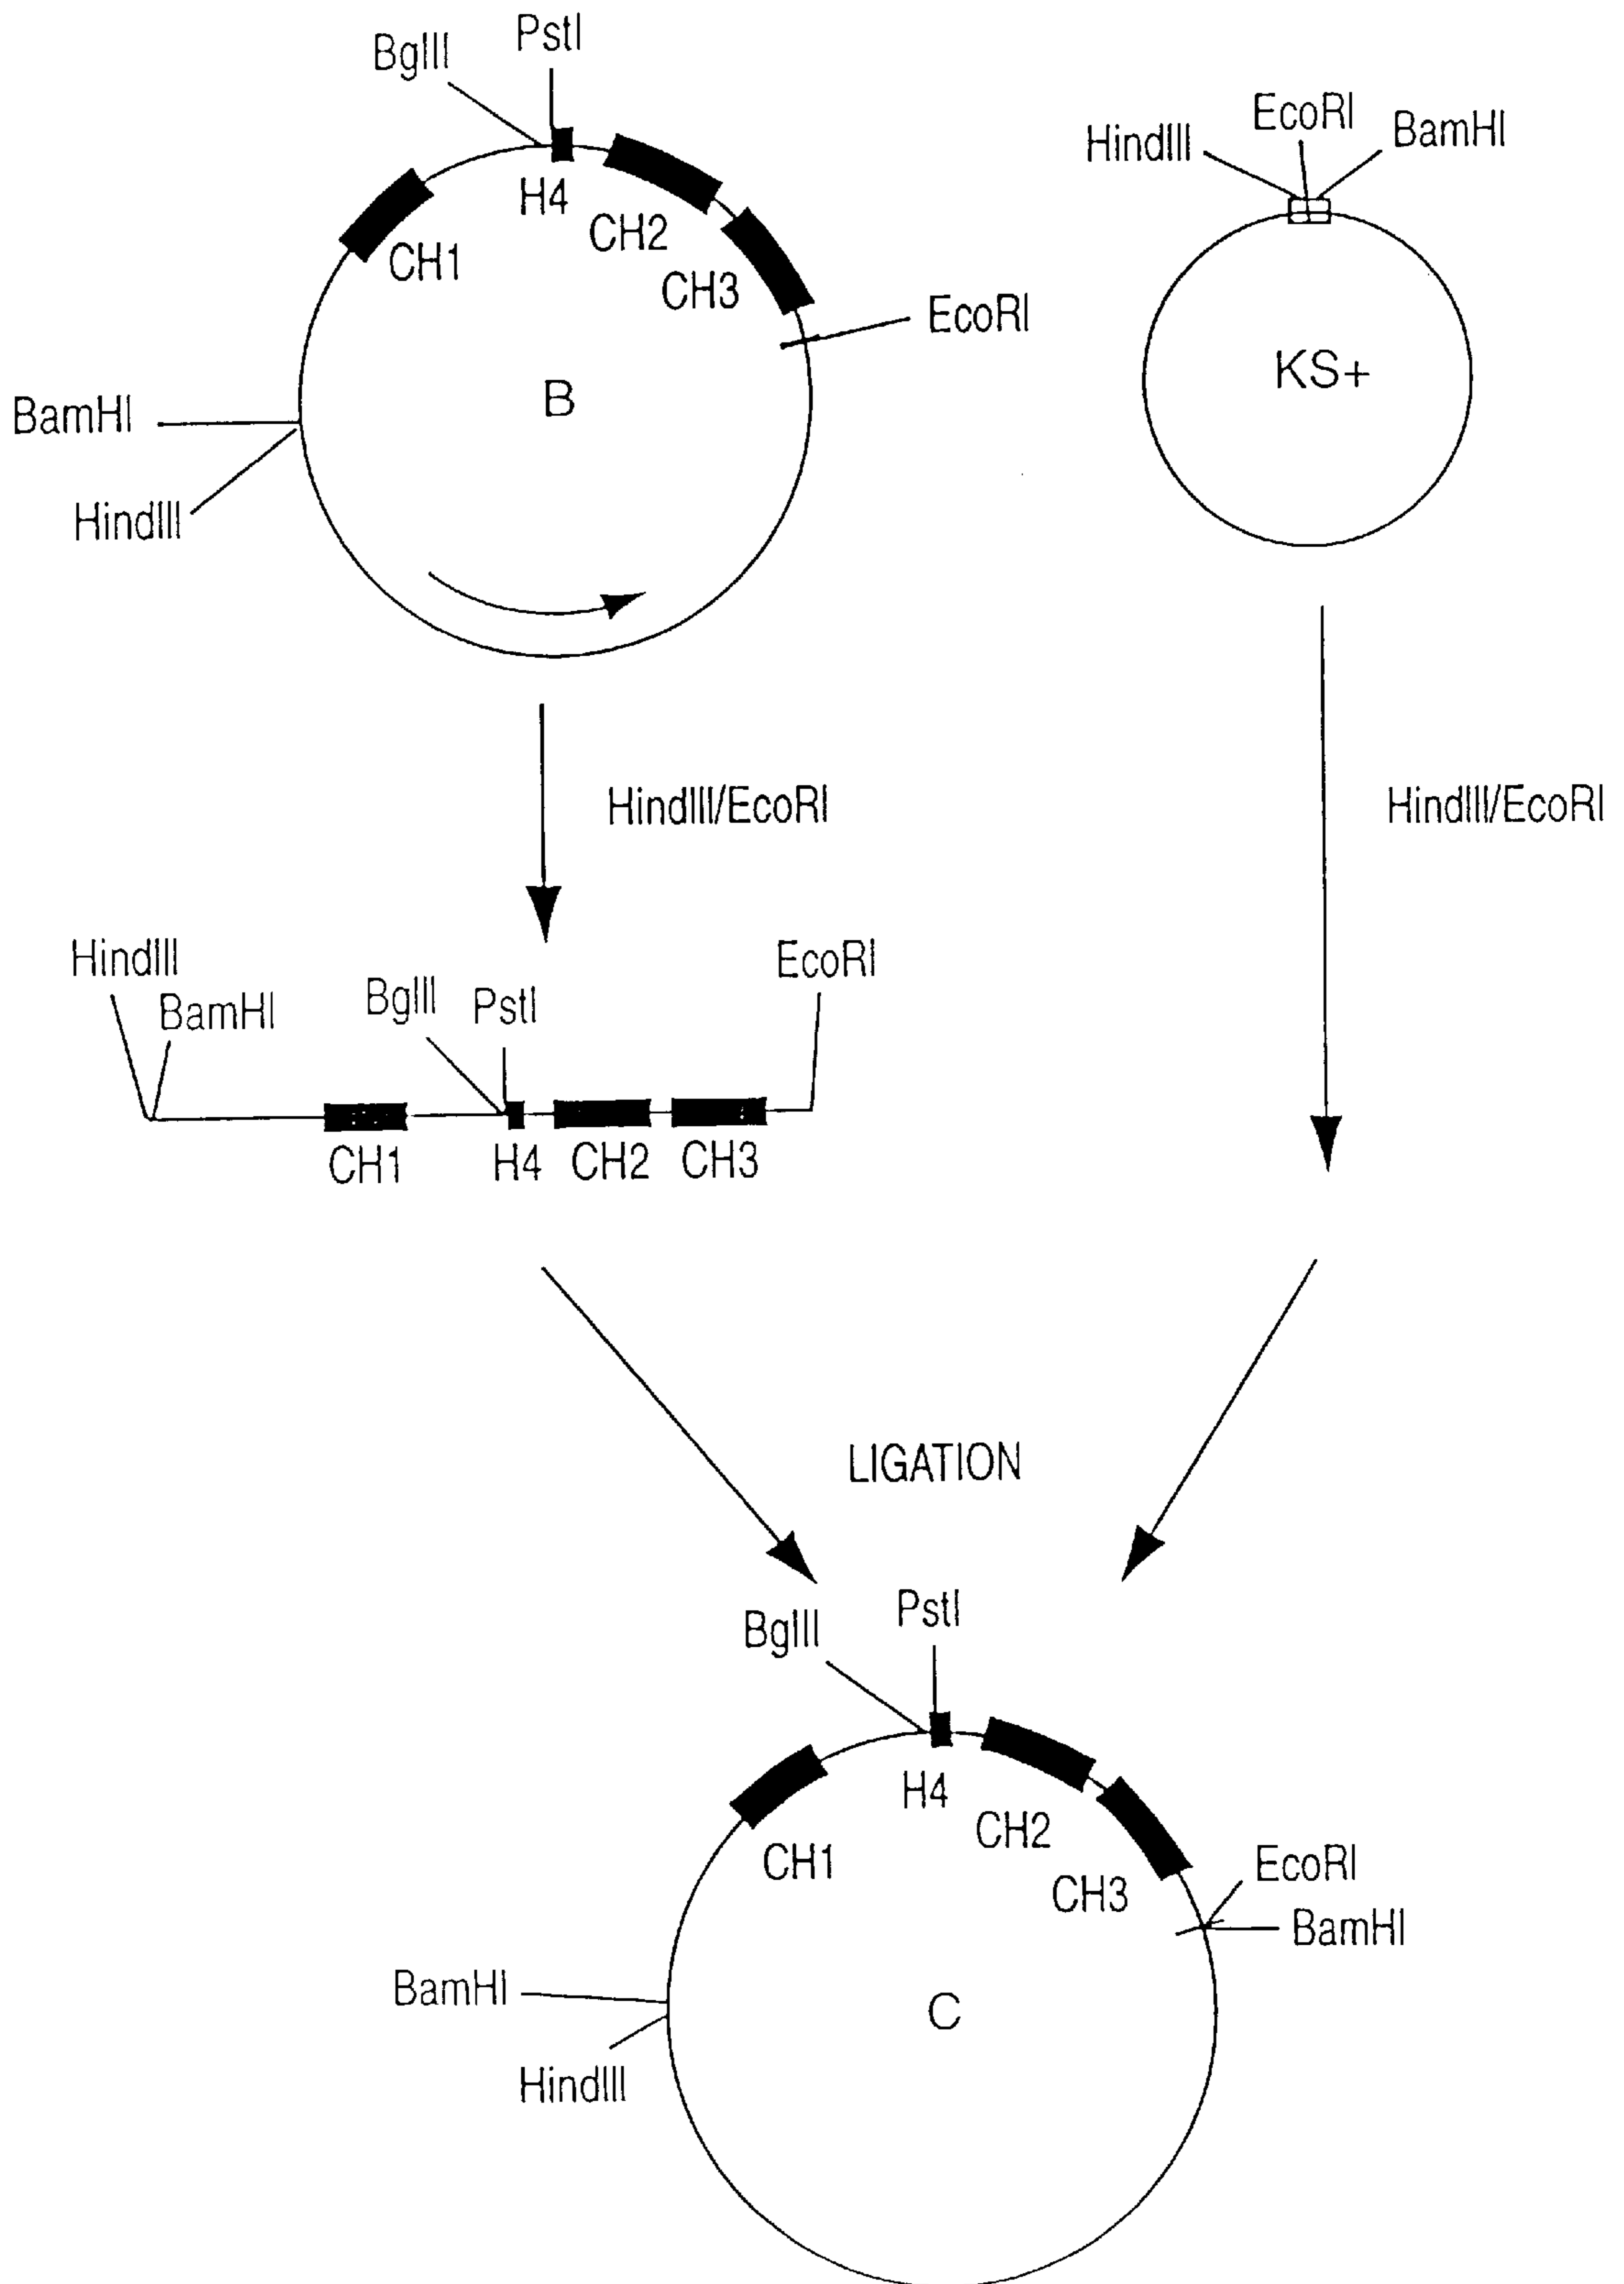 BglII
PstI
H4
CH1
CH2
CH3
EcoRI
BamHI
HindIII
B
HindIII
EcoRI
BamHI
KS+
HindIII/EcoRI
HindIII/EcoRI
HindIII
BamHI
BglII
PstI
EcoRI
CH1
H4
CH2
CH3
LIGATION
BglII
PstI
H4
CH1
CH2
CH3
EcoRI
BamHI
BamHI
HindIII
C